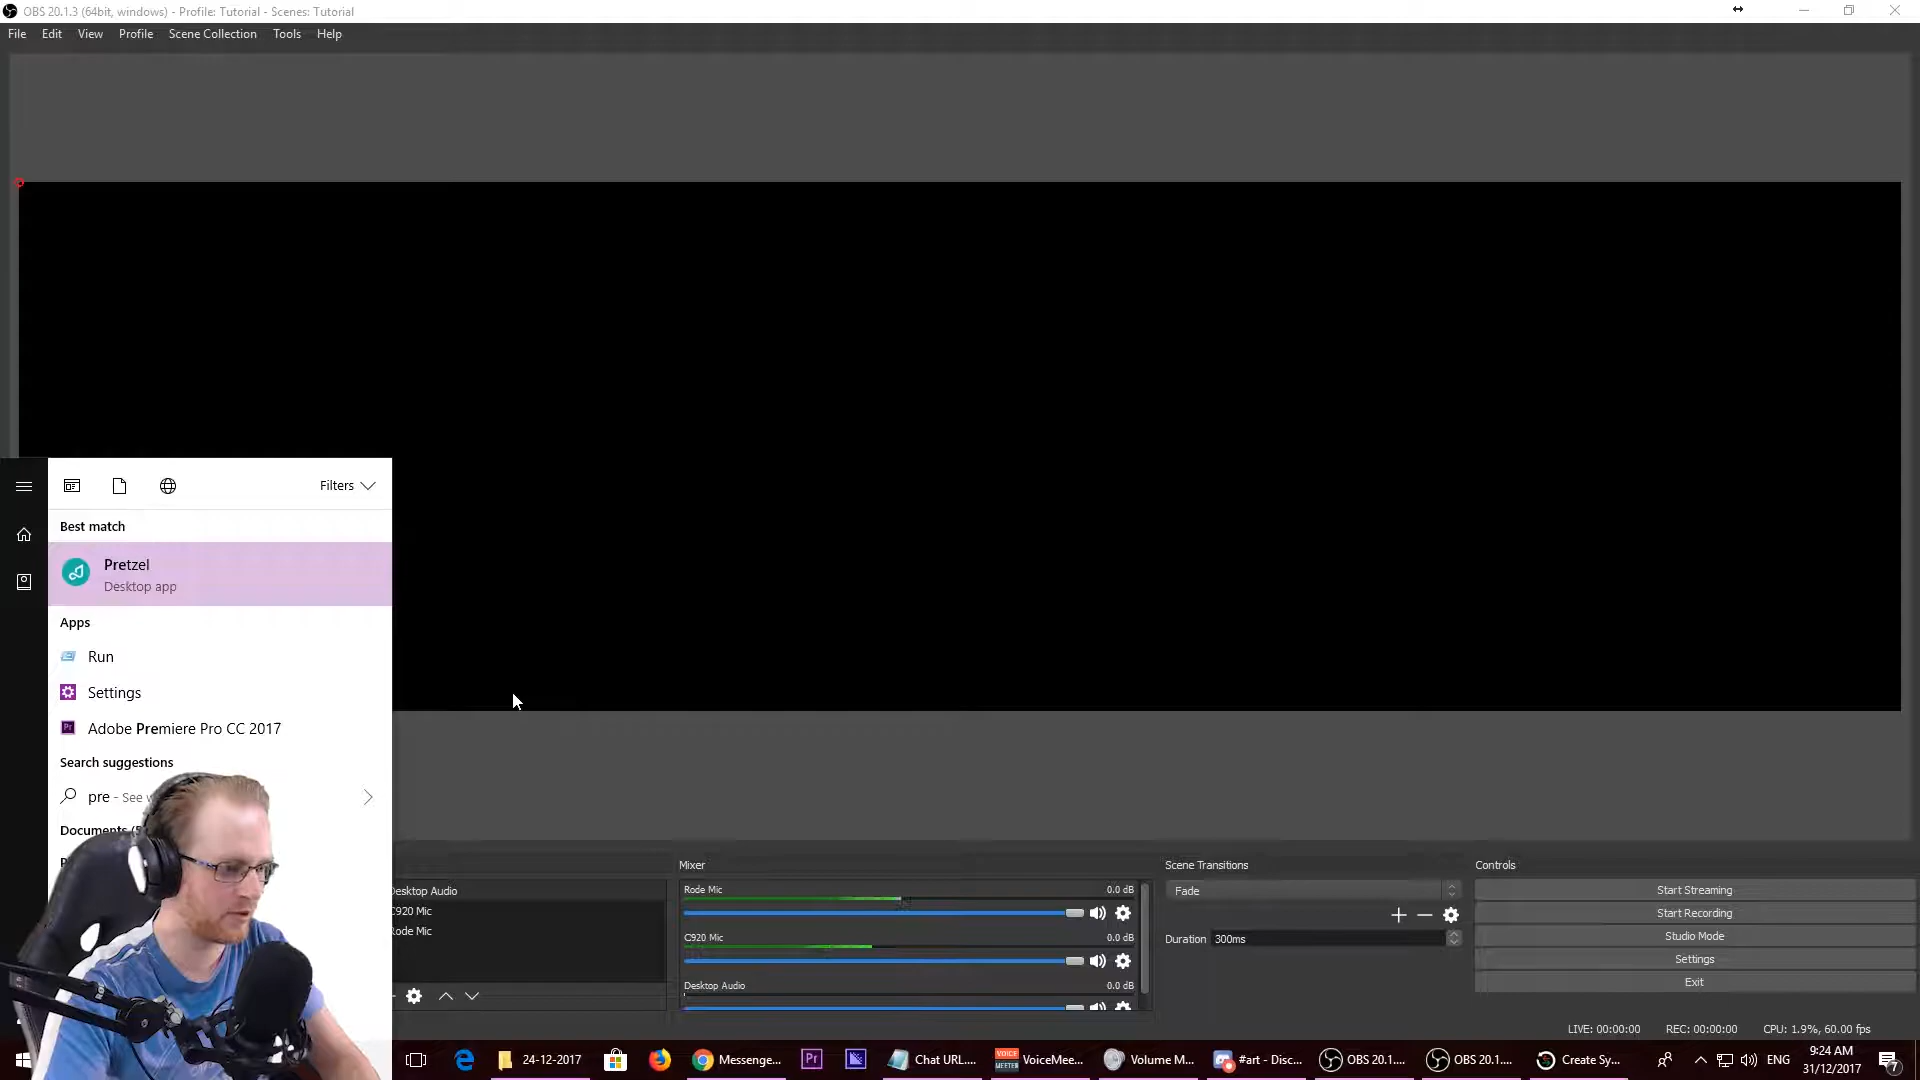 OBS 20.1.3 (64bit, windows) - Profile: Tutorial - Scenes: Tutorial
File Edit View Profile Scene Collection Tools Help
Filters
Best match
Pretzel
Desktop app
Apps
Run
Settings
Adobe Premiere Pro CC 2017
Search suggestions
pre - See
Documents
Desktop Audio
C920 Mic
Rode Mic
Mixer
Rode Mic 0.0 dB
C920 Mic 0.0 dB
Desktop Audio 0.0 dB
Scene Transitions
Fade
Duration 300ms
Controls
Start Streaming
Start Recording
Studio Mode
Settings
Exit
LIVE: 00:00:00 REC: 00:00:00 CPU: 1.9%, 60.00 fps
24-12-2017 Messenge... Pr Chat URL.... VOICE MEETER VoiceMee... Volume M... #art - Disc... OBS 20.1.... OBS 20.1.... Create Sy... ENG
9:24 AM
31/12/2017
7